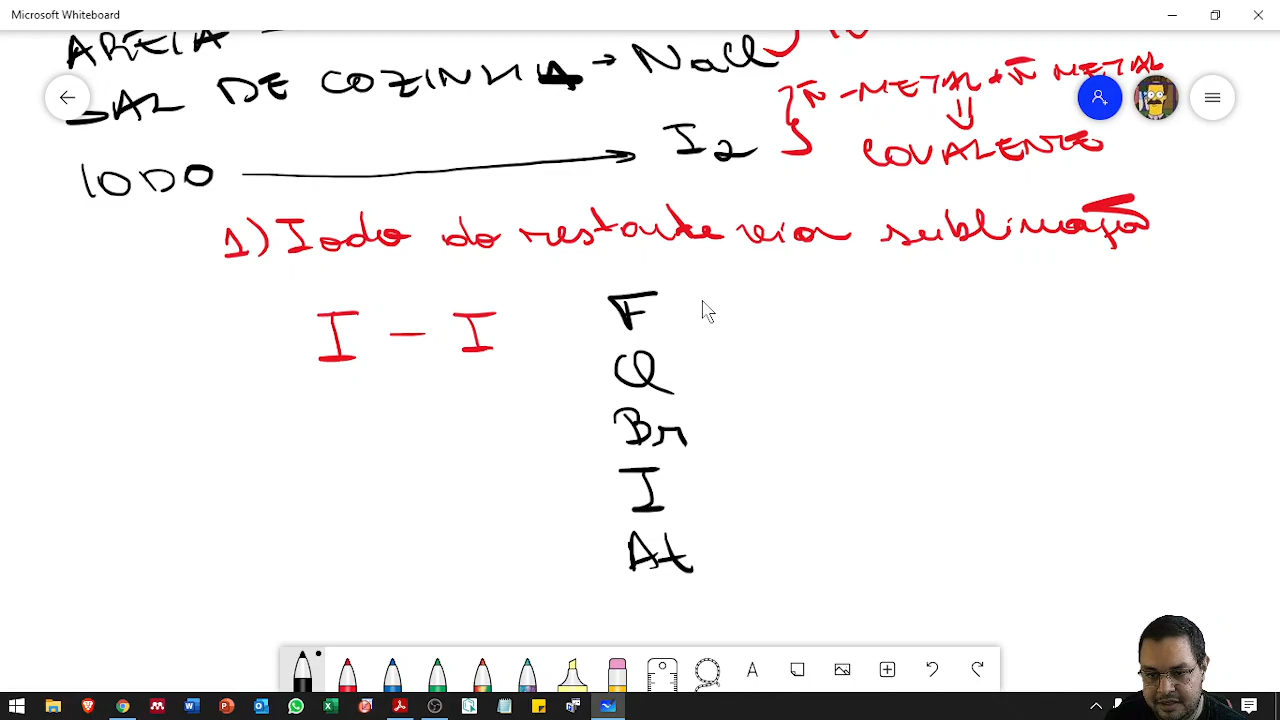 Microsoft Whiteboard
AREIA -
SAL DE COZINHA → NaCl
IODO → I2
Ñ-METAL + Ñ METAL
⇓
COVALENTE
1) Iodo do restante via sublimação
I - I
F
Cl
Br
I
At